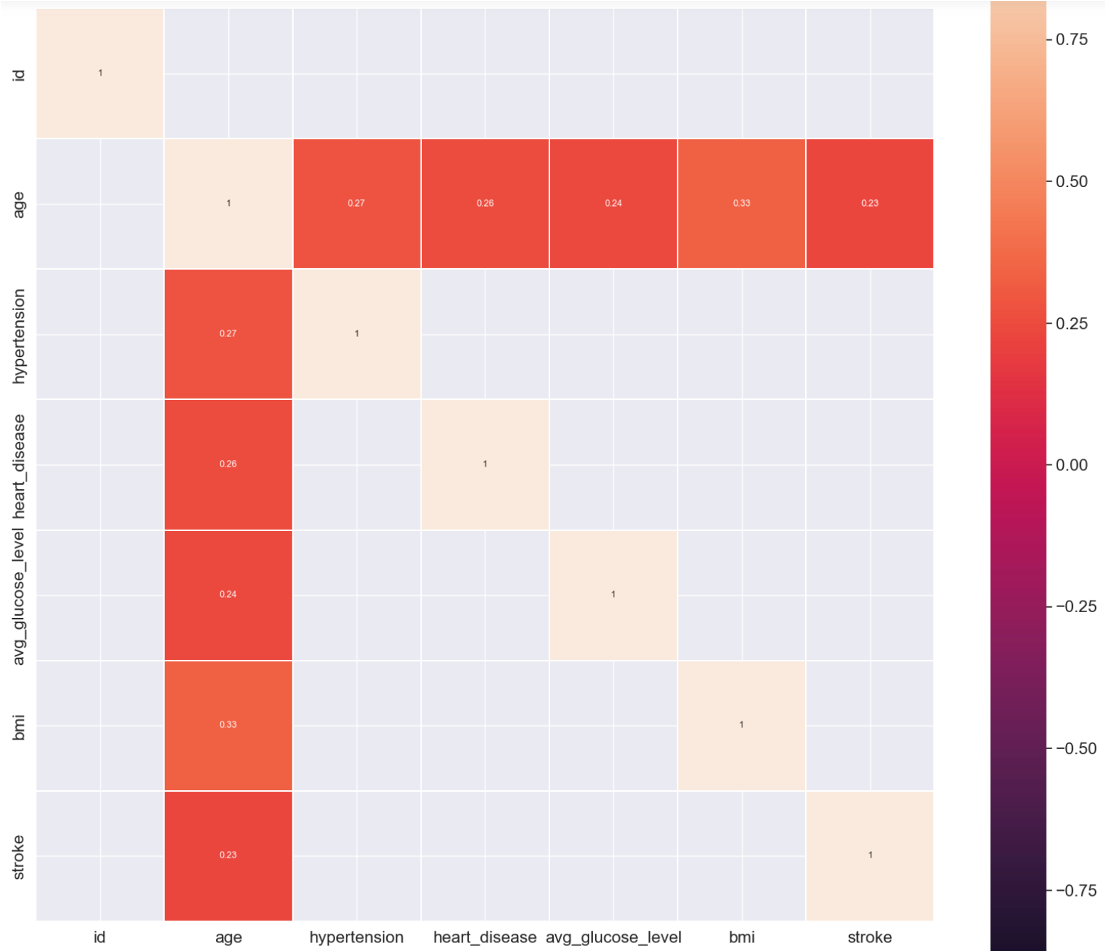 id
1
0.75
0.50
age
1
0.27
0.26
0.24
0.33
0.23
0.25
hypertension
0.27
1
0.00
heart_disease
0.26
1
-0.25
avg_glucose_level
0.24
1
-0.50
bmi
0.33
1
-0.75
stroke
0.23
1
id
age
hypertension
heart_disease
avg_glucose_level
bmi
stroke